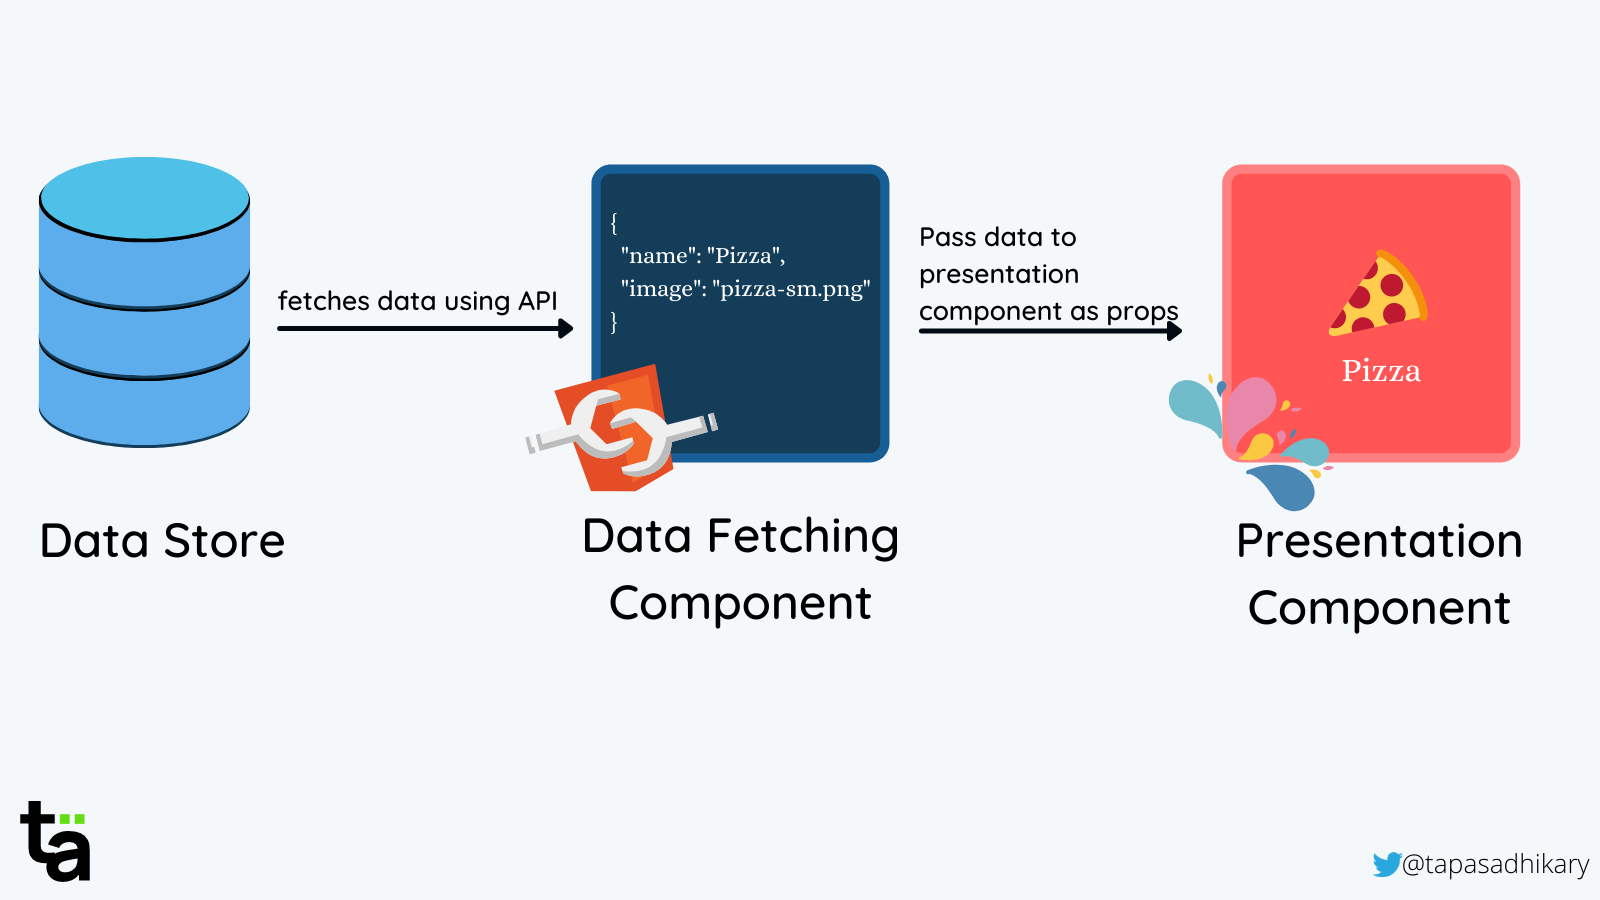 fetches data using API
{
"name": "Pizza",
"image": "pizza-sm.png"
}
Pass data to
presentation
component as props
Pizza
Data Store
Data Fetching
Component
Presentation
Component
ta
@tapasadhikary